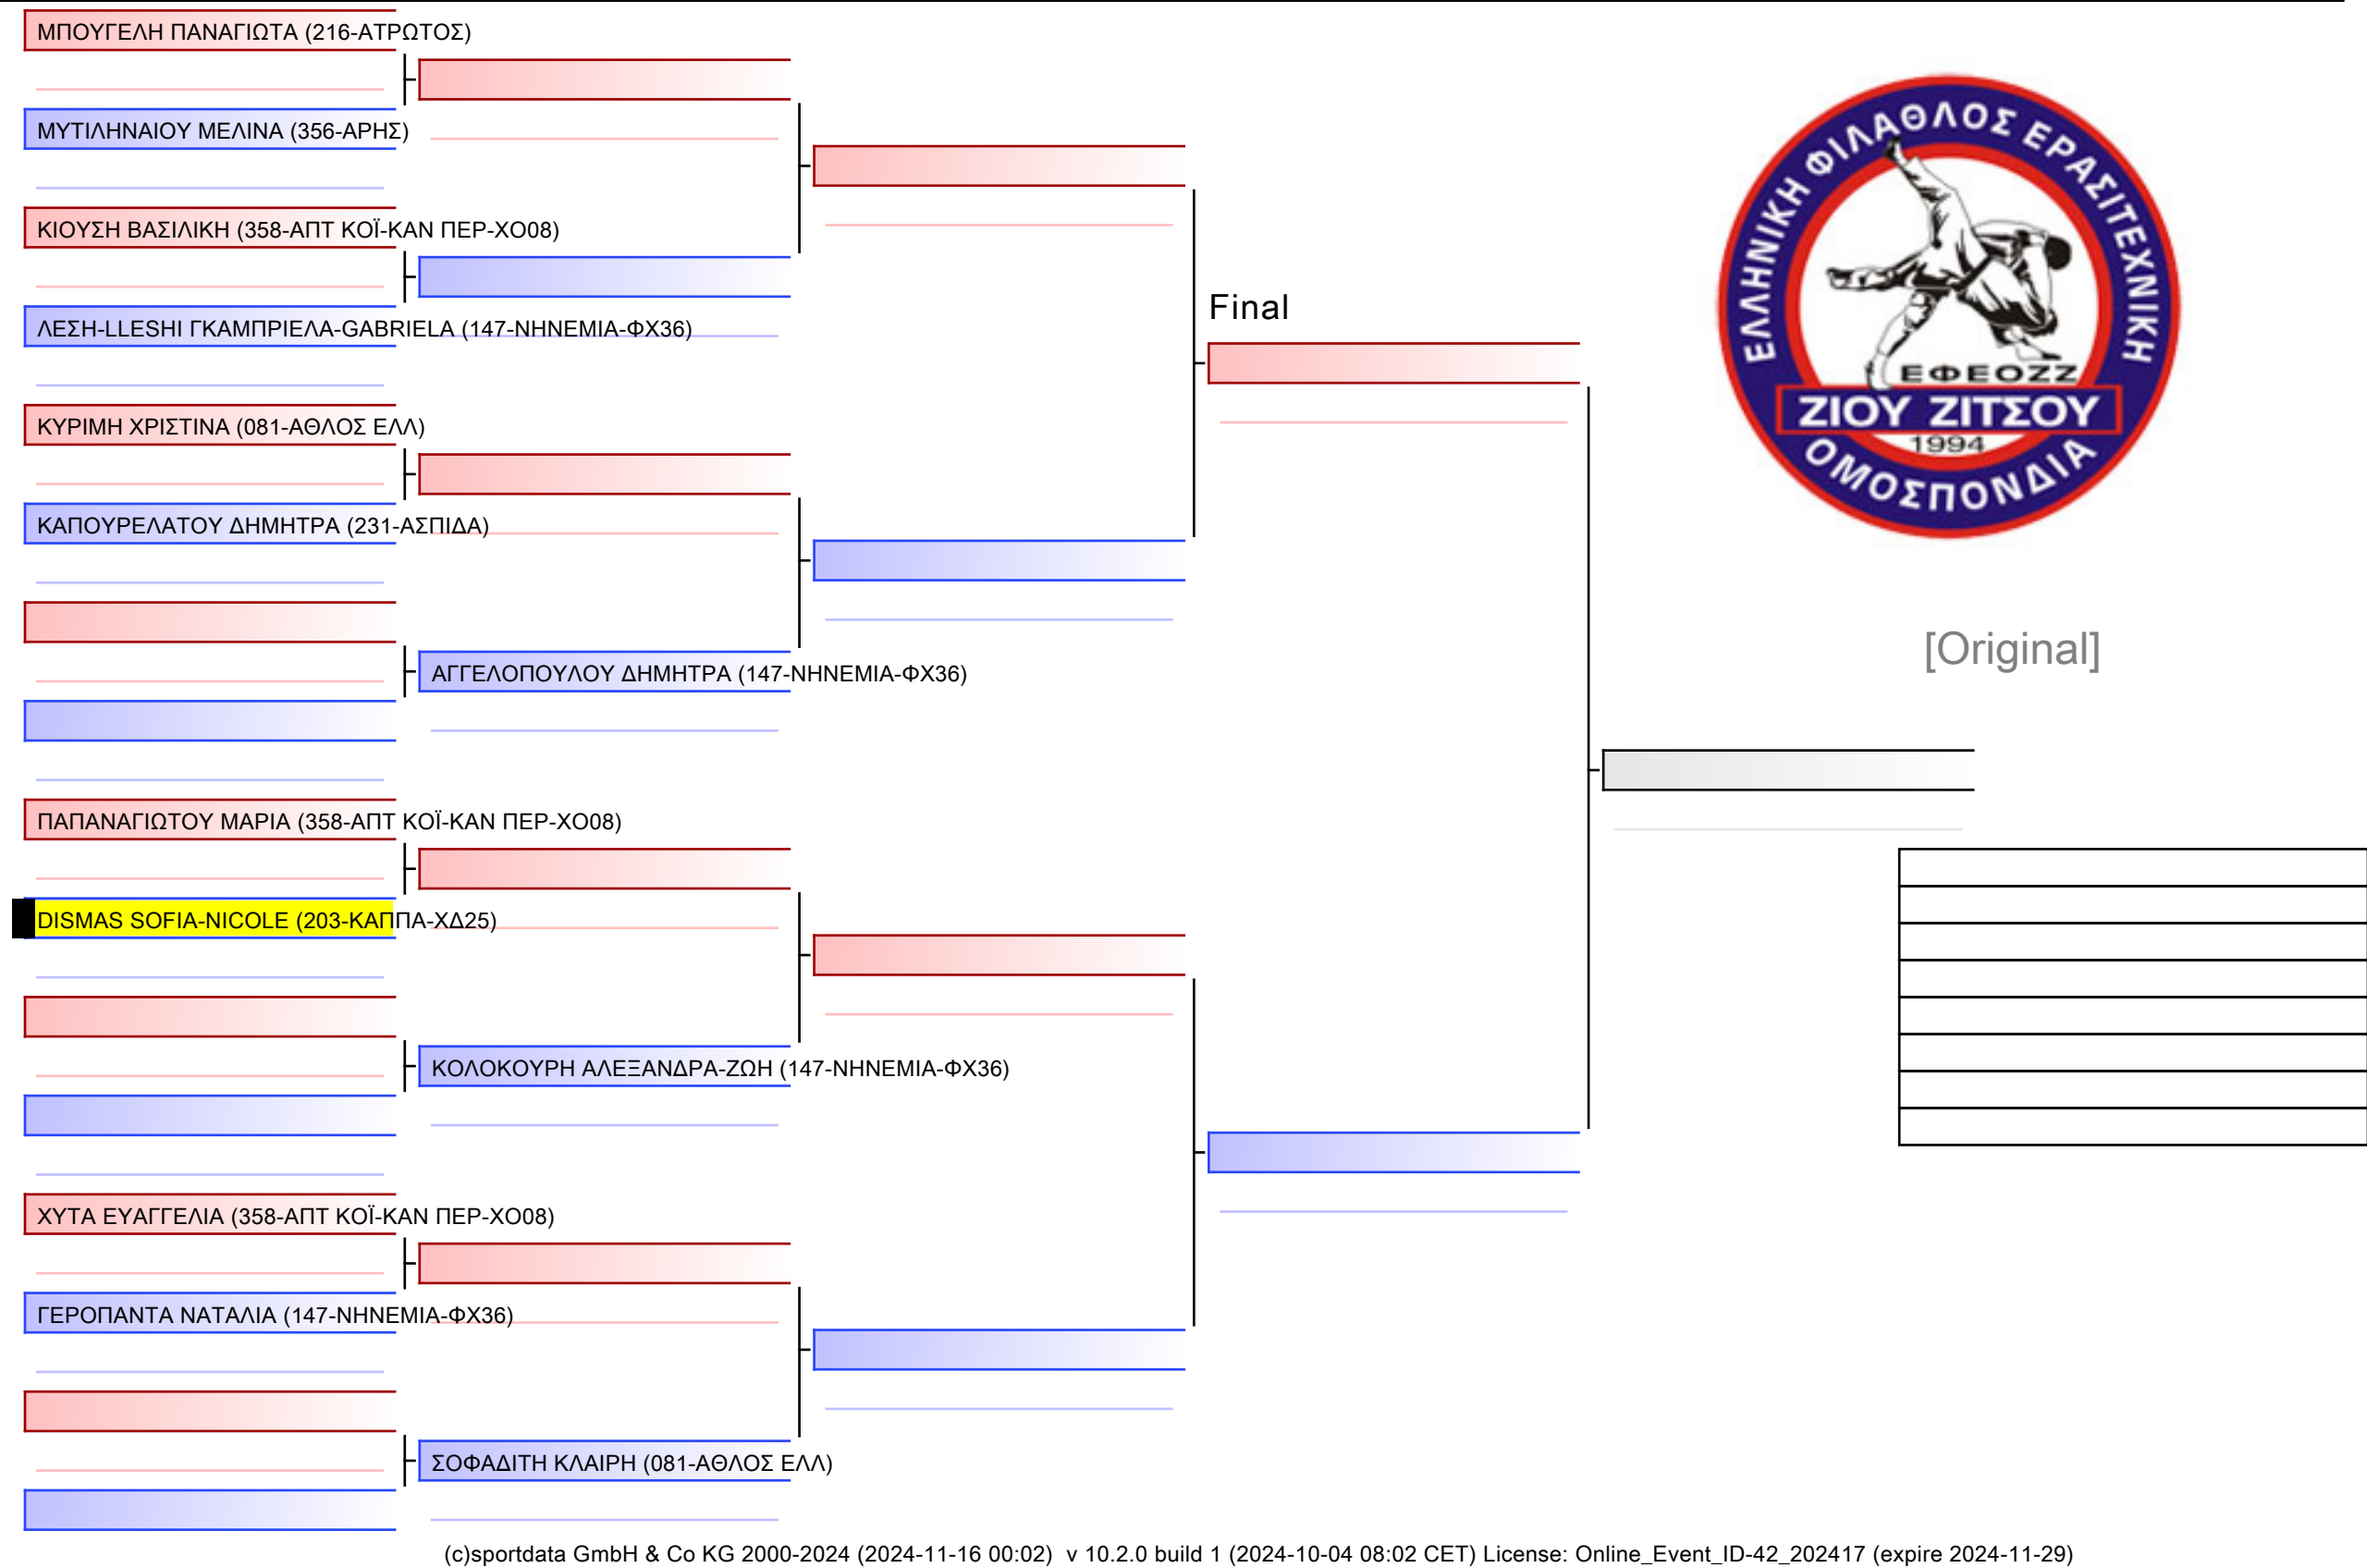 ΜΠΟΥΓΕΛΗ ΠΑΝΑΓΙΩΤΑ (216-ΑΤΡΩΤΟΣ)
ΜΥΤΙΛΗΝΑΙΟΥ ΜΕΛΙΝΑ (356-ΑΡΗΣ)
ΚΙΟΥΣΗ ΒΑΣΙΛΙΚΗ (358-ΑΠΤ ΚΟΪ-ΚΑΝ ΠΕΡ-ΧΟ08)
ΛΕΣΗ-LLESHI ΓΚΑΜΠΡΙΕΛΑ-GABRIELA (147-ΝΗΝΕΜΙΑ-ΦΧ36)
ΚΥΡΙΜΗ ΧΡΙΣΤΙΝΑ (081-ΑΘΛΟΣ ΕΛΛ)
ΚΑΠΟΥΡΕΛΑΤΟΥ ΔΗΜΗΤΡΑ (231-ΑΣΠΙΔΑ)
ΑΓΓΕΛΟΠΟΥΛΟΥ ΔΗΜΗΤΡΑ (147-ΝΗΝΕΜΙΑ-ΦΧ36)
ΠΑΠΑΝΑΓΙΩΤΟΥ ΜΑΡΙΑ (358-ΑΠΤ ΚΟΪ-ΚΑΝ ΠΕΡ-ΧΟ08)
DISMAS SOFIA-NICOLE (203-ΚΑΠΠΑ-ΧΔ25)
ΚΟΛΟΚΟΥΡΗ ΑΛΕΞΑΝΔΡΑ-ΖΩΗ (147-ΝΗΝΕΜΙΑ-ΦΧ36)
ΧΥΤΑ ΕΥΑΓΓΕΛΙΑ (358-ΑΠΤ ΚΟΪ-ΚΑΝ ΠΕΡ-ΧΟ08)
ΓΕΡΟΠΑΝΤΑ ΝΑΤΑΛΙΑ (147-ΝΗΝΕΜΙΑ-ΦΧ36)
ΣΟΦΑΔΙΤΗ ΚΛΑΙΡΗ (081-ΑΘΛΟΣ ΕΛΛ)
Final
ΕΛΛΗΝΙΚΗ ΦΙΛΑΘΛΟΣ ΕΡΑΣΙΤΕΧΝΙΚΗ
ΕΦΕΟΖΖ
ΖΙΟΥ ΖΙΤΣΟΥ
1994
ΟΜΟΣΠΟΝΔΙΑ
[Original]
(c)sportdata GmbH & Co KG 2000-2024 (2024-11-16 00:02) v 10.2.0 build 1 (2024-10-04 08:02 CET) License: Online_Event_ID-42_202417 (expire 2024-11-29)